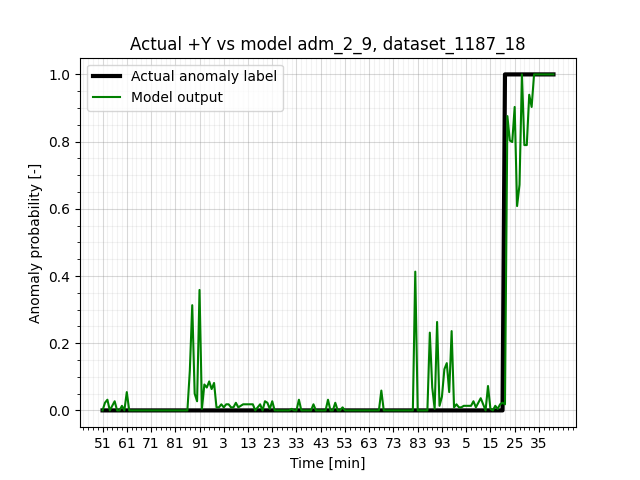 Actual +Y vs model adm_2_9, dataset_1187_18
Actual anomaly label
Model output
Anomaly probability [-]
1.0
0.8
0.6
0.4
0.2
0.0
51 61 71 81 91 3 13 23 33 43 53 63 73 83 93 5 15 25 35
Time [min]